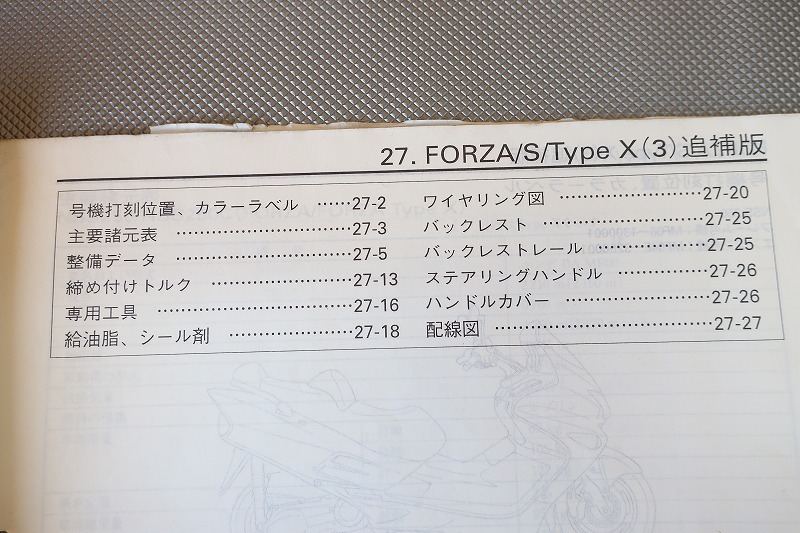 27. FORZA/S/Type X(3)追補版
号機打刻位置、カラーラベル ……27-2
主要諸元表 ……………………27-3
整備データ ……………………27-5
締め付けトルク ………………27-13
専用工具 ………………………27-16
給油脂、シール剤 ……………27-18
ワイヤリング図 ………………27-20
バックレスト …………………27-25
バックレストレール …………27-25
ステアリングハンドル ………27-26
ハンドルカバー ………………27-26
配線図 …………………………27-27